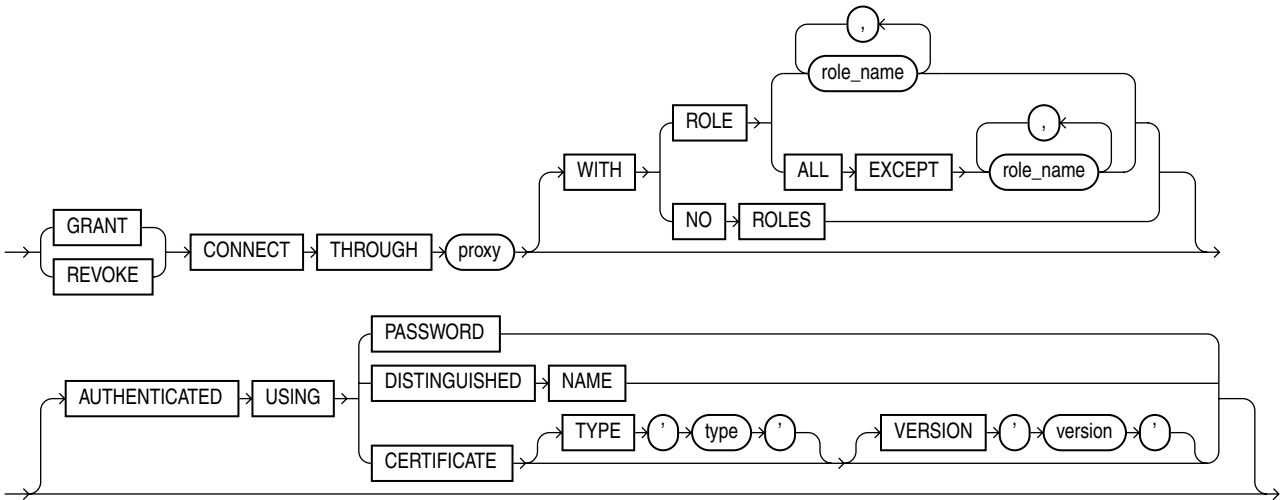 ,
role_name
ROLE
,
WITH ALL EXCEPT role_name
GRANT NO ROLES
CONNECT THROUGH proxy
REVOKE
PASSWORD
DISTINGUISHED NAME
AUTHENTICATED USING
TYPE ' type ' VERSION ' version '
CERTIFICATE